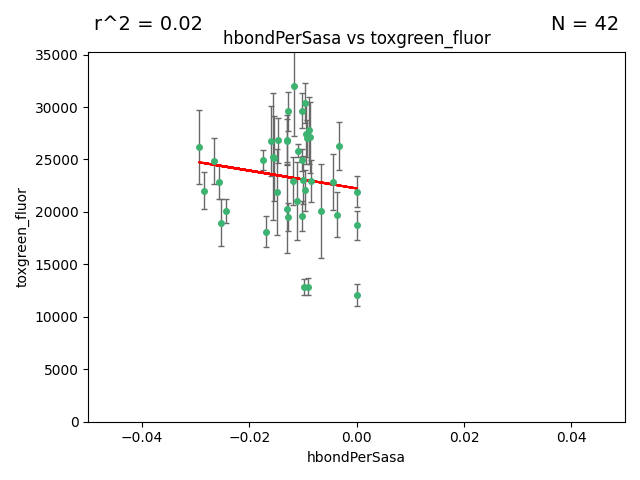 r^2 = 0.02
N = 42
hbondPerSasa vs toxgreen_fluor
35000
30000
25000
20000
15000
10000
5000
0
toxgreen_fluor
−0.04
−0.02
0.00
0.02
0.04
hbondPerSasa